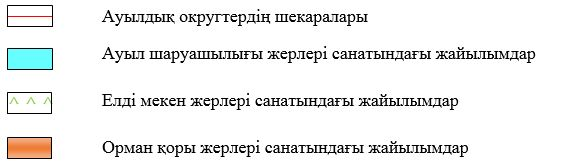 Ауылдық округтердің шекаралары
Ауыл шаруашылығы жерлері санатындағы жайылымдар
Елді мекен жерлері санатындағы жайылымдар
Орман қоры жерлері санатындағы жайылымдар